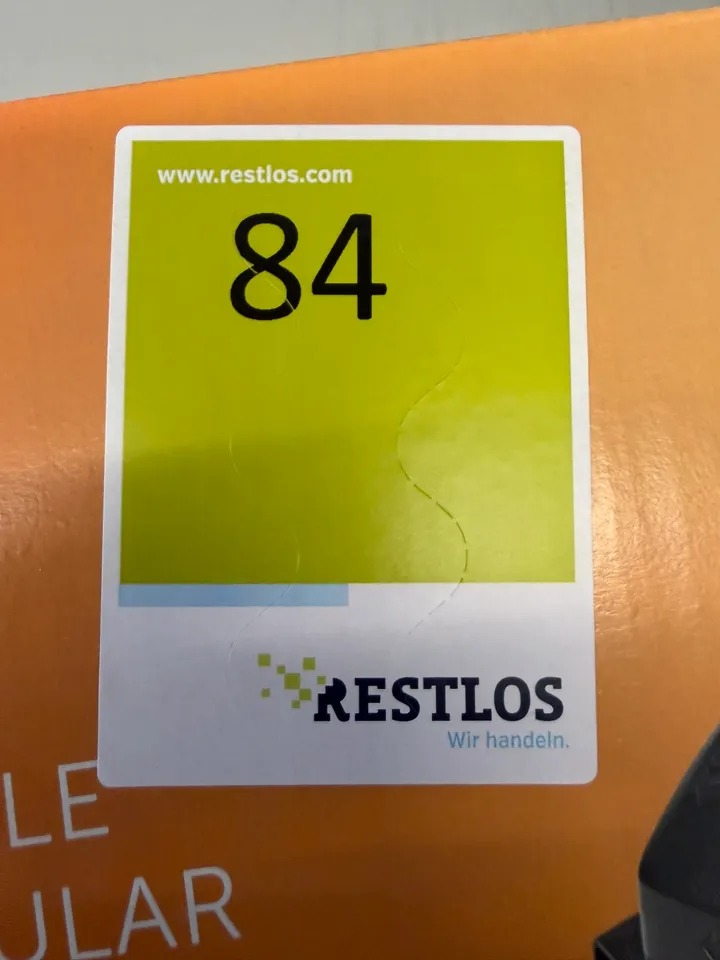 www.restlos.com
84
RESTLOS
Wir handeln.
LE
ULAR